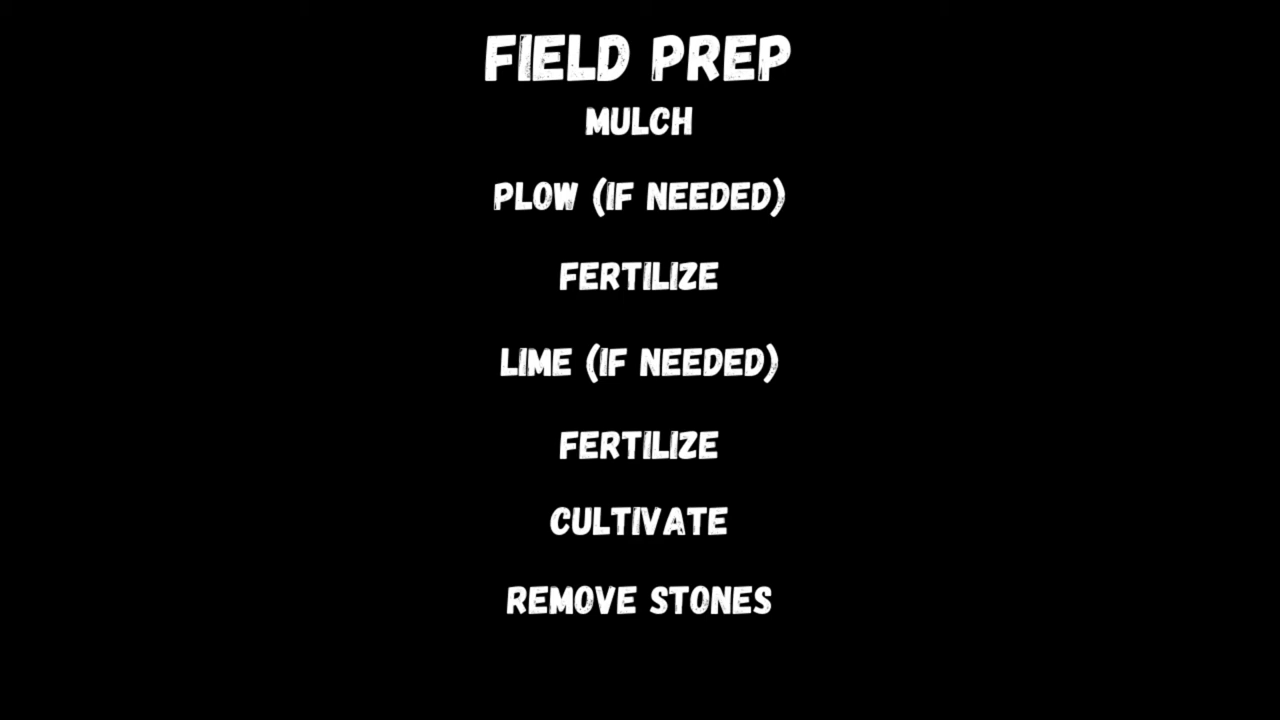 FIELD PREP
MULCH
PLOW (IF NEEDED)
FERTILIZE
LIME (IF NEEDED)
FERTILIZE
CULTIVATE
REMOVE STONES